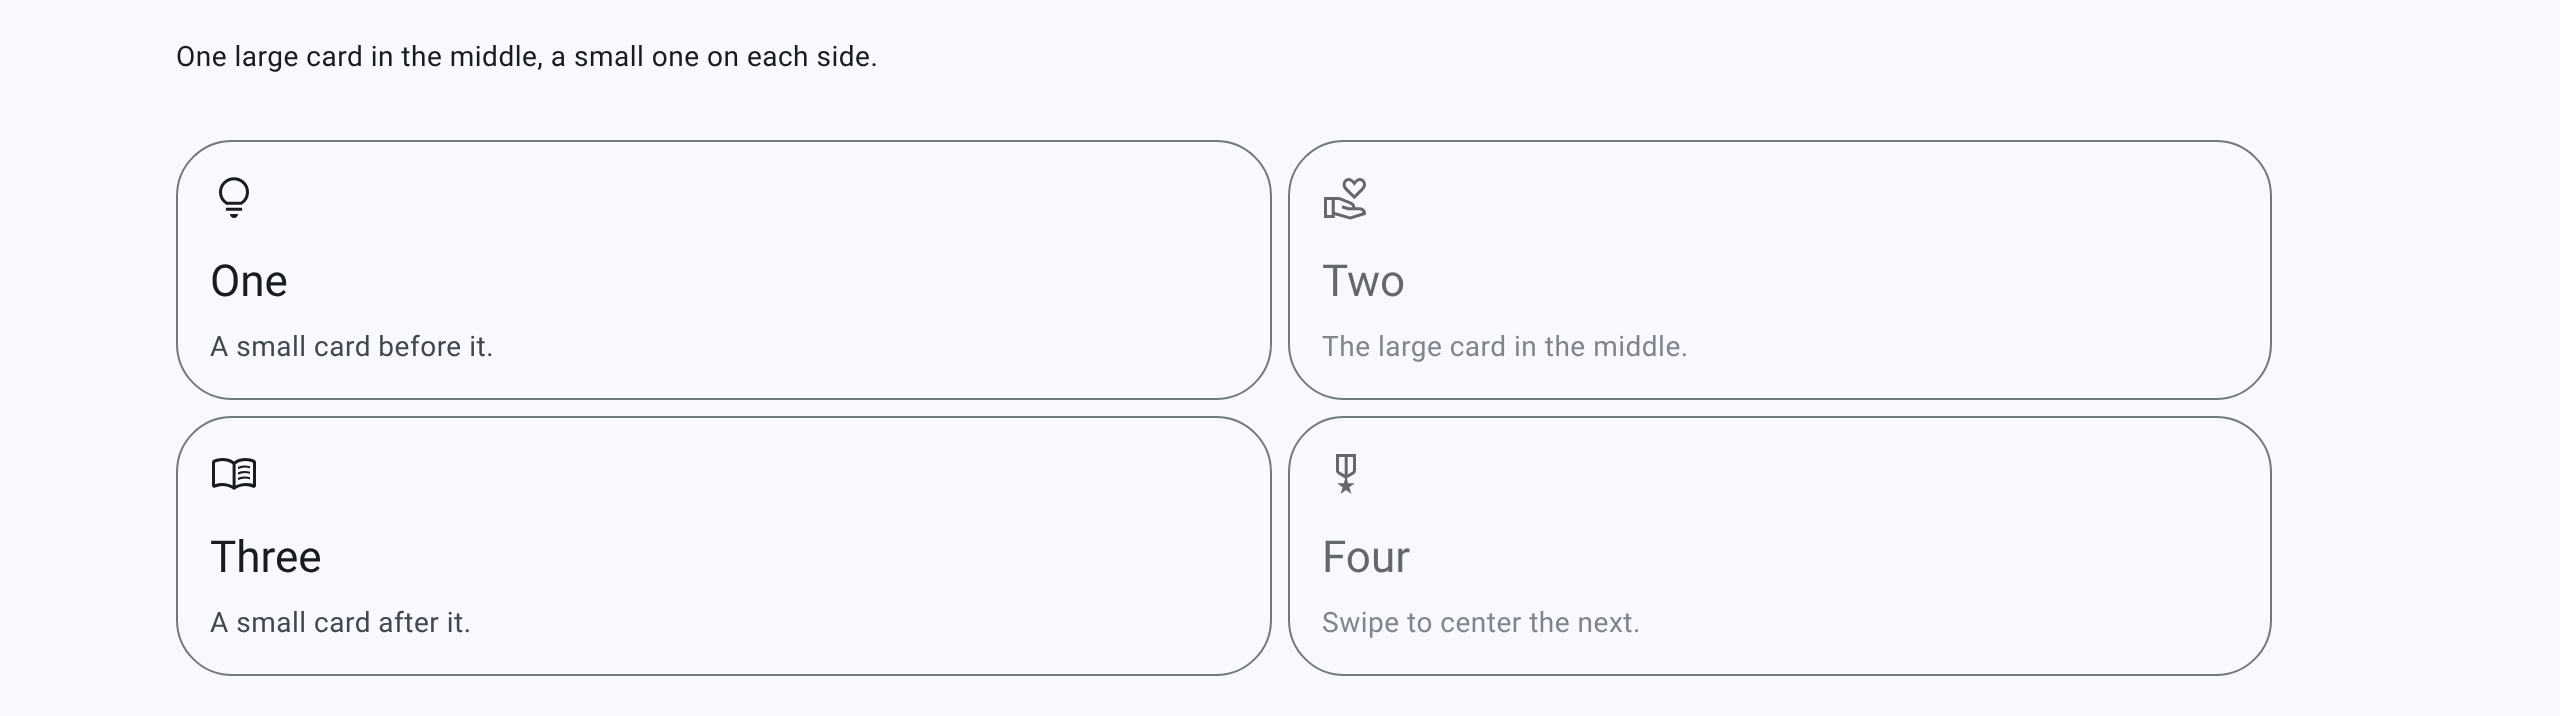 One large card in the middle, a small one on each side.
One
A small card before it.
Two
The large card in the middle.
Three
A small card after it.
Four
Swipe to center the next.